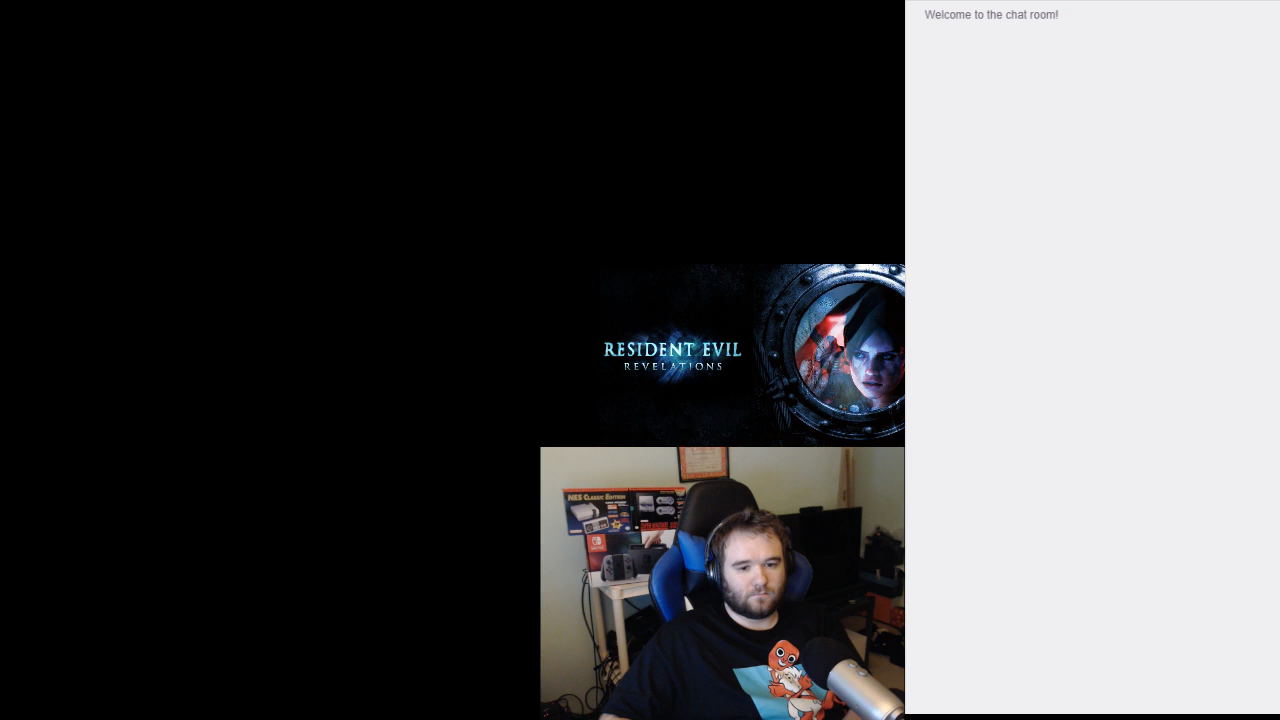 Welcome to the chat room!
RESIDENT EVIL
REVELATIONS
NES CLASSIC EDITION